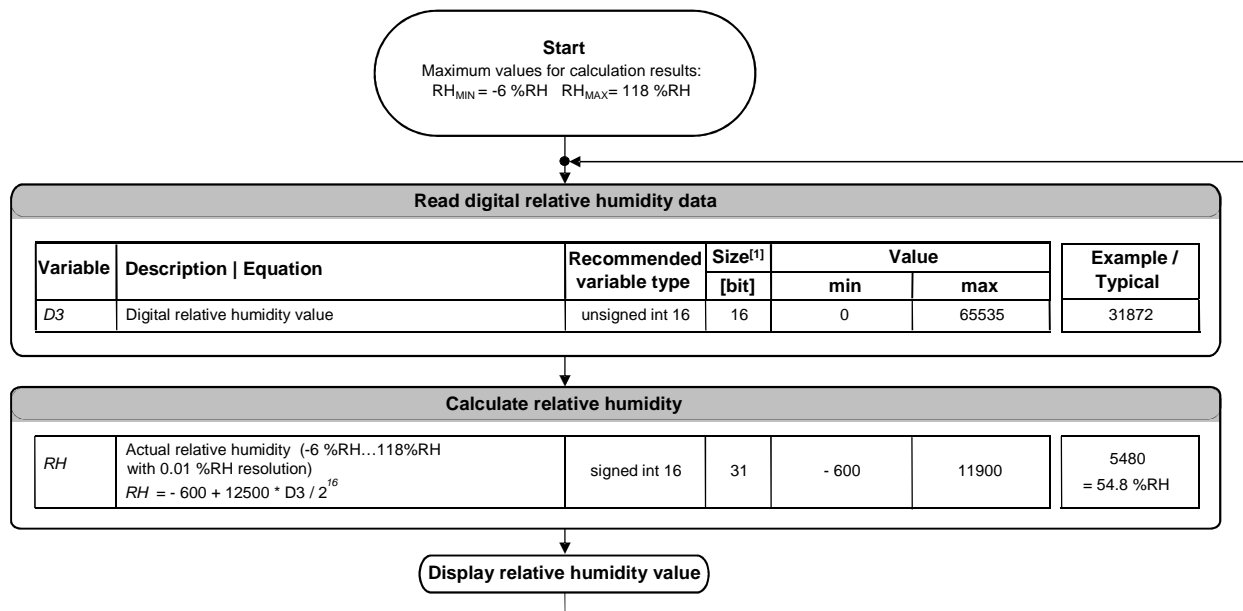 Start
Maximum values for calculation results:
RHMIN = -6 %RH RHMAX= 118 %RH
Read digital relative humidity data
Variable Description | Equation Recommended variable type Size[1] [bit] Value min max Example / Typical
D3 Digital relative humidity value unsigned int 16 16 0 65535 31872
Calculate relative humidity
RH Actual relative humidity (-6 %RH…118%RH
with 0.01 %RH resolution)
RH = - 600 + 12500 * D3 / 2^16
signed int 16 31 - 600 11900 5480
= 54.8 %RH
Display relative humidity value